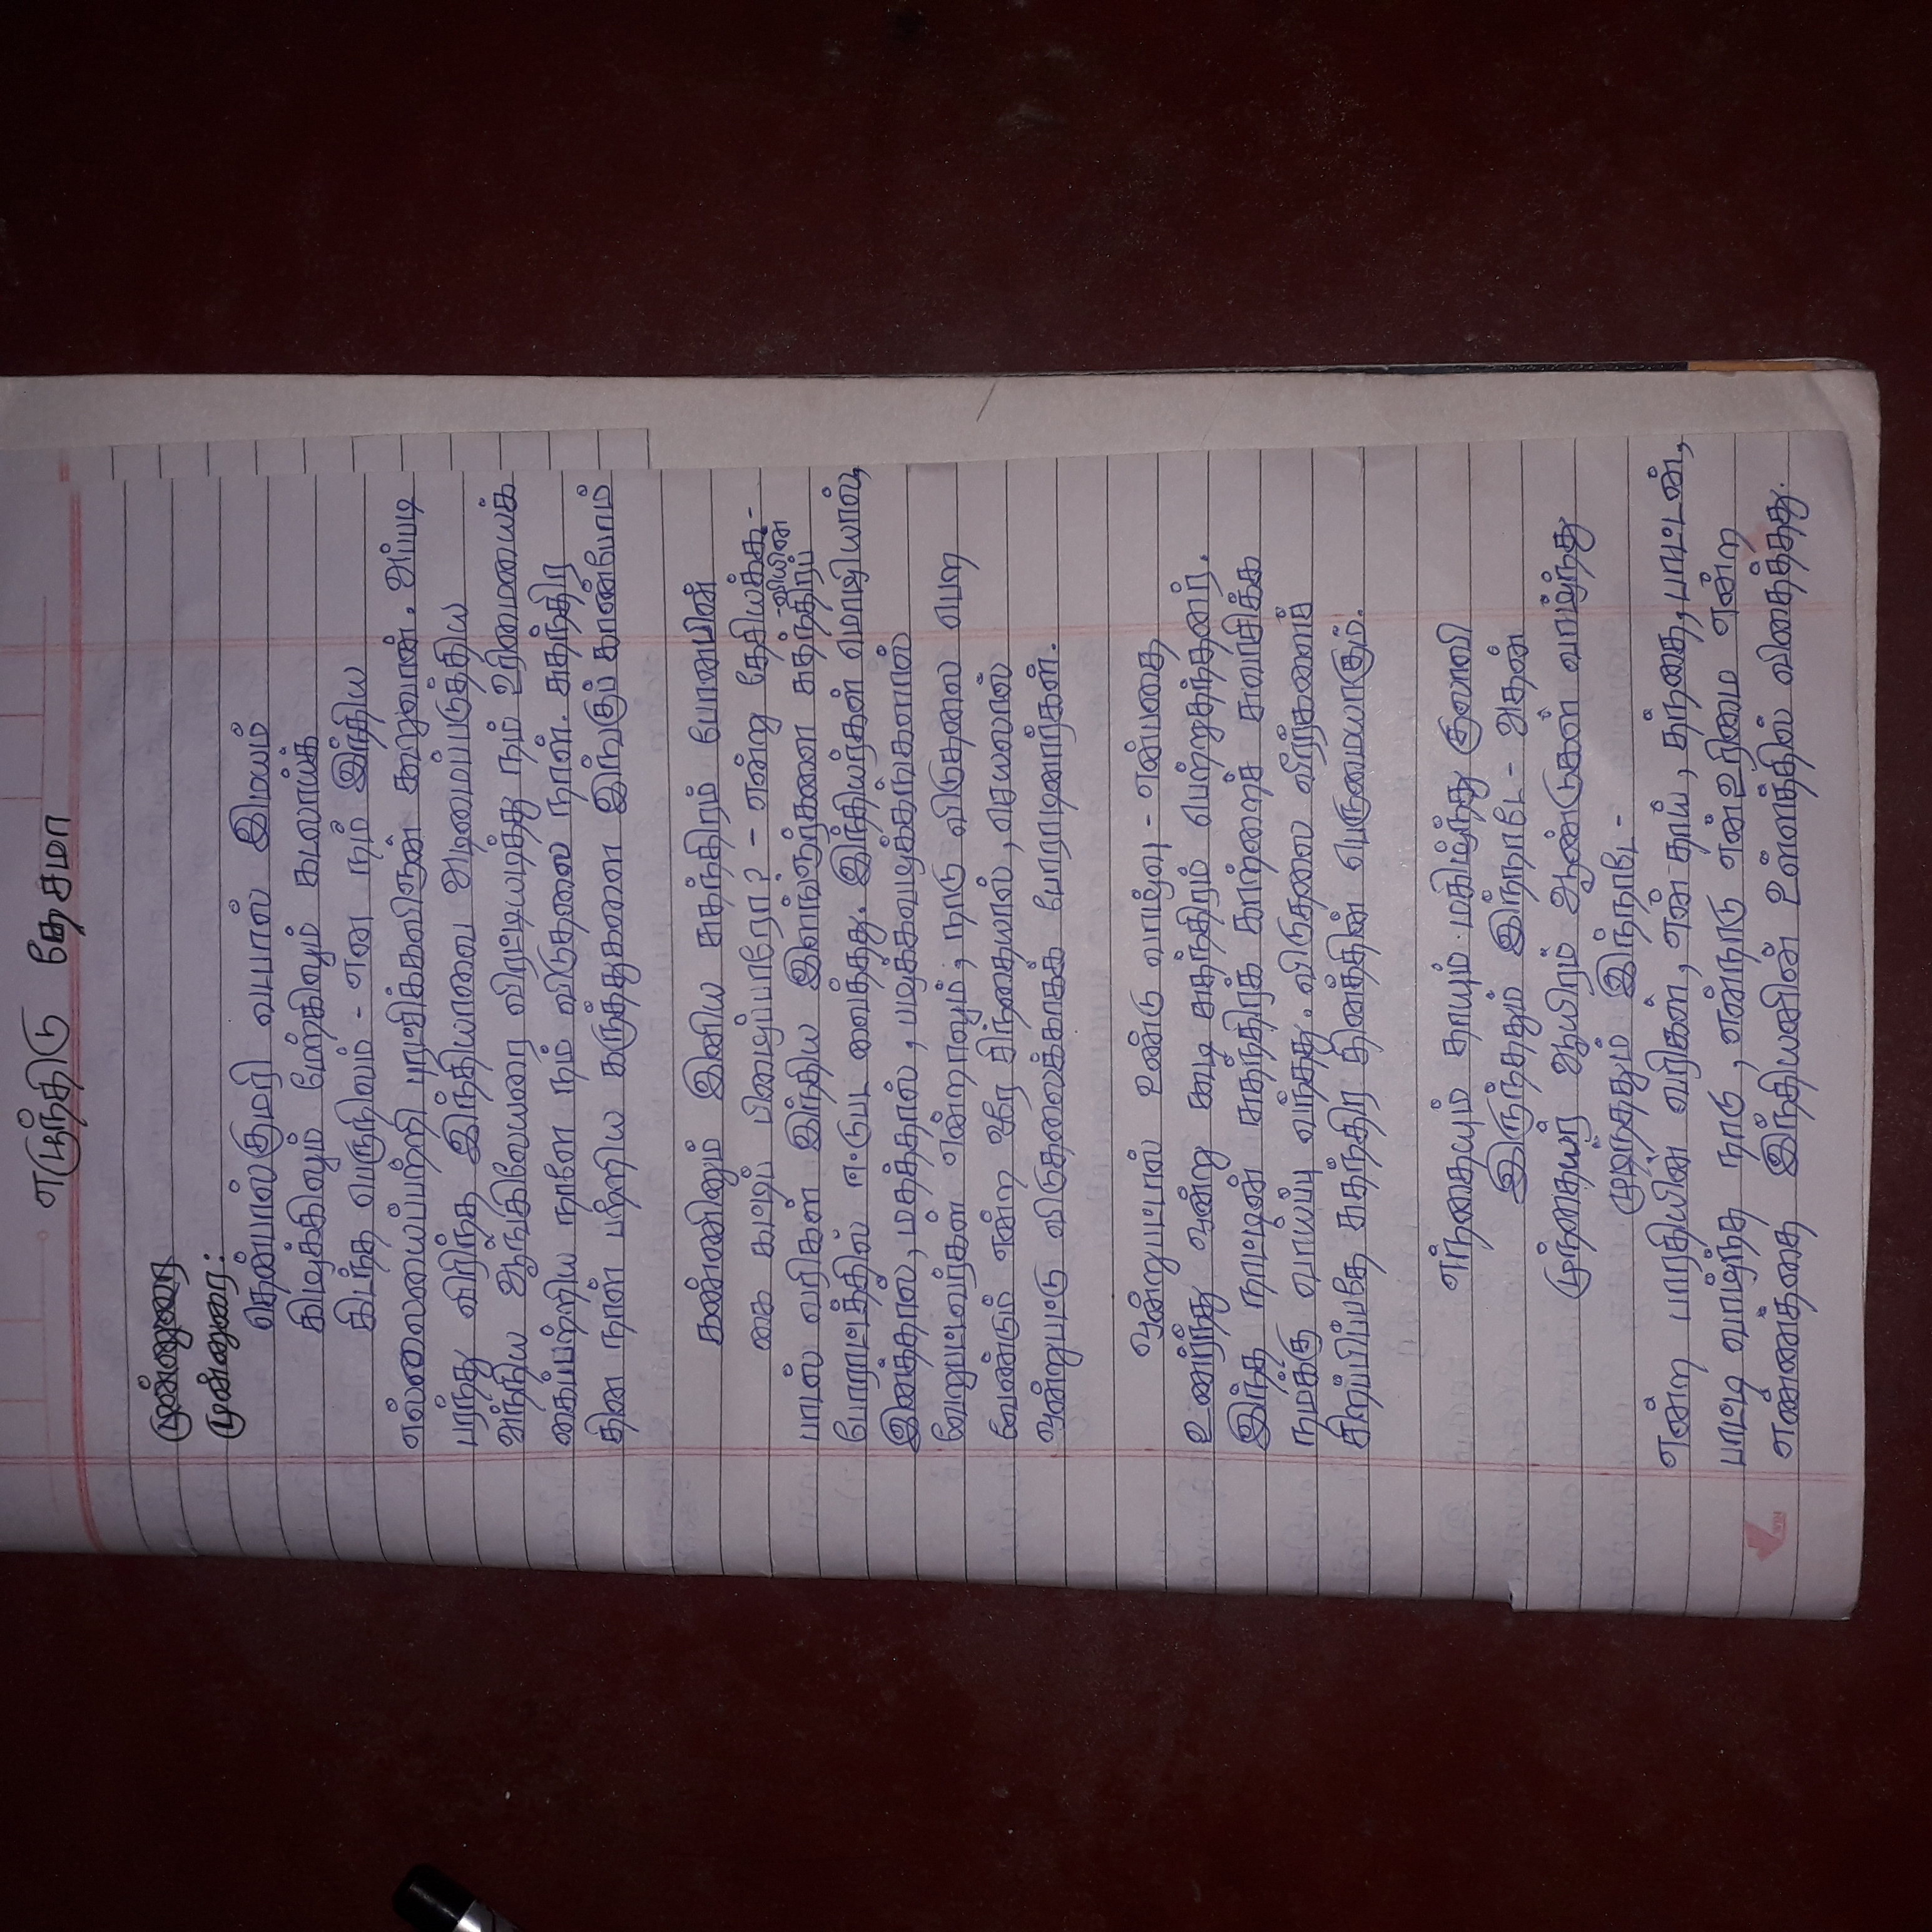 எழுந்திடு தேசமா
முன்னுரை
முன்னுரை:
தென்பால்குமரி வடபால் இமயம்
கிழக்கிலும் மேற்கிலும் கடலாய்க்
கிடந்த பெருநிலம் - என நம் இந்திய
எல்லையைப்பற்றி புரட்சிக்கவிஞன் கூறுவான். அப்படி
பரந்து விரிந்த இந்தியாவை அடிமைப்படுத்திய
அந்நிய ஆங்கிலேயரை விரட்டியடித்து நம் உரிமையைக்
கைப்பற்றிய நாளே நம் விடுதலை நாள். சுதந்திர
தின நாள் பற்றிய கருத்துகளை இங்குப் காண்போம்
கண்ணினும் இனிய சுதந்திரம் போனபின்
கை கட்டிப் பிழைப்பாரோ? - என்று தேசியக்க-
-வியின்
பாடல் வரிகள் இந்திய இளங்ஞர்களை சுதந்திரப்
போராட்டத்தில் ஈடுபட வைத்தது. இந்தியர்கள் மொழியால்,
இனத்தால், மதத்தால், பழக்கவழக்கங்களால்
வேறுபட்டவர்கள் என்றாலும், நாடு விடுதலை பெற
வேண்டும் என்ற ஒரே சிந்தையால், செயலால்
ஒன்றுபட்டு விடுதலைக்காகக் போராடினார்கள்.
ஒன்றுபட்டால் உண்டு வாழ்வு - என்பதை
உணர்ந்து ஒன்று கூடி சுதந்திரம் பெற்றுதந்தனர்.
இந்த நாட்டின் சுதந்திரக் காற்றைச் சுவாசிக்க
நமக்கு வாய்ப்பு வந்தது. விடுதலை வீரர்களைச்
சிறப்பிப்பதே சுதந்திர தினத்தின் பெருமையாகும்.
எந்தையும் தாயும் மகிழ்ந்து குலாவி
இருந்ததும் இந்நாடே - அதன்
முந்தையர் ஆயிரம் ஆண்டுகள் வாழ்ந்து
முடிந்ததும் இந்நாடே -
என்ற பாரதியின் வரிகள், என் தாய், தந்தை, பாட்டன்,
பாட்டி வாழ்ந்த நாடு, என்நாடு என்உரிமை என்ற
எண்ணத்தை இந்தியனின் உள்ளத்தில் விதைத்தது.
WIN